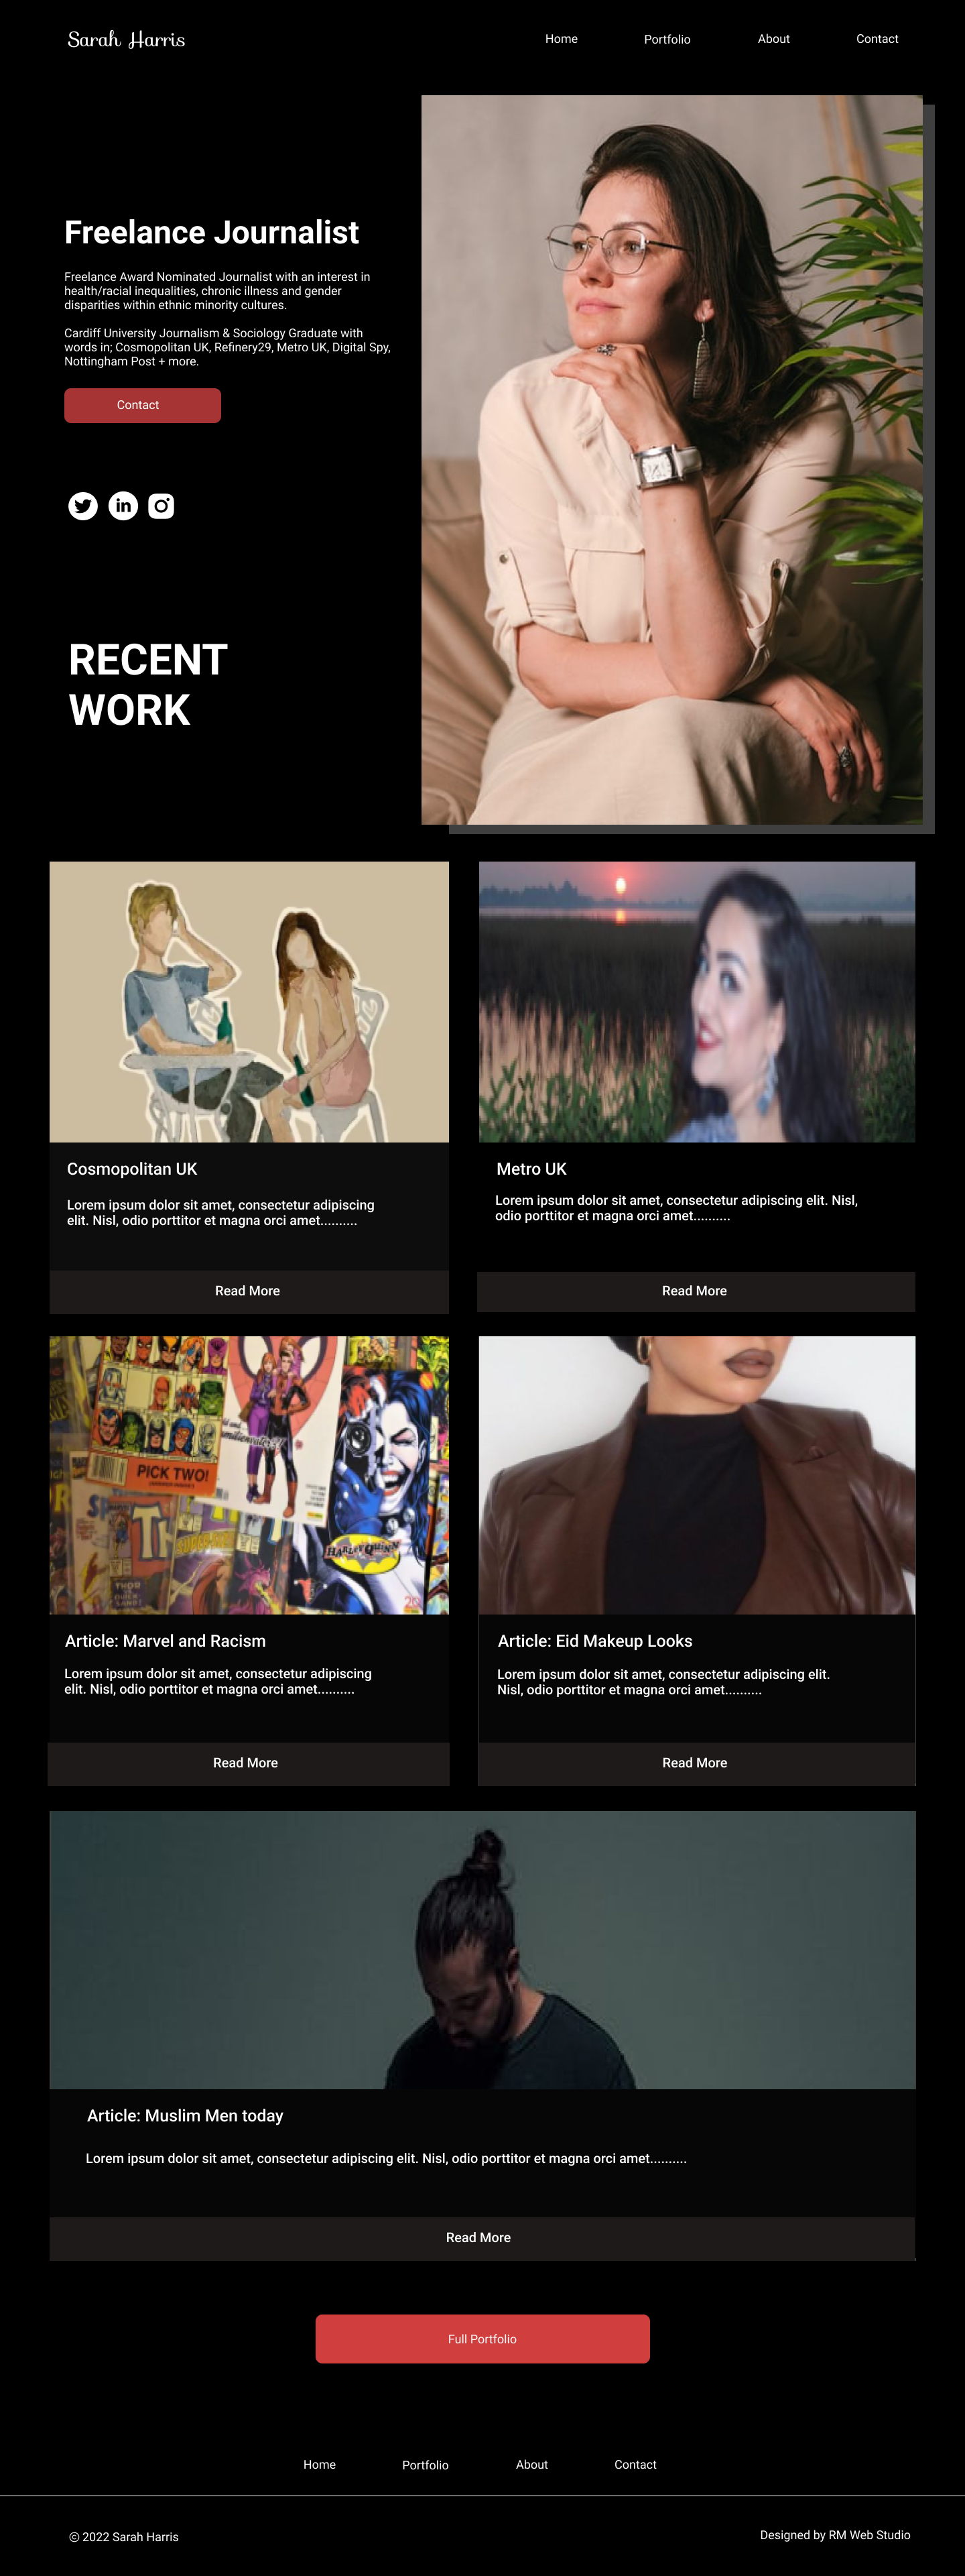 Sarah Harris
Home
Portfolio
About
Contact
Freelance Journalist
Freelance Award Nominated Journalist with an interest in
health/racial inequalities, chronic illness and gender
disparities within ethnic minority cultures.
Cardiff University Journalism & Sociology Graduate with
words in; Cosmopolitan UK, Refinery29, Metro UK, Digital Spy,
Nottingham Post + more.
Contact
in
RECENT
WORK
Cosmopolitan UK
Lorem ipsum dolor sit amet, consectetur adipiscing
elit. Nisl, odio porttitor et magna orci amet..........
Read More
Metro UK
Lorem ipsum dolor sit amet, consectetur adipiscing elit. Nisl,
odio porttitor et magna orci amet..........
Read More
PICK TWO!
HARLEY QUINN
THOR
Article: Marvel and Racism
Lorem ipsum dolor sit amet, consectetur adipiscing
elit. Nisl, odio porttitor et magna orci amet..........
Read More
Article: Eid Makeup Looks
Lorem ipsum dolor sit amet, consectetur adipiscing elit.
Nisl, odio porttitor et magna orci amet..........
Read More
Article: Muslim Men today
Lorem ipsum dolor sit amet, consectetur adipiscing elit. Nisl, odio porttitor et magna orci amet..........
Read More
Full Portfolio
Home
Portfolio
About
Contact
© 2022 Sarah Harris
Designed by RM Web Studio